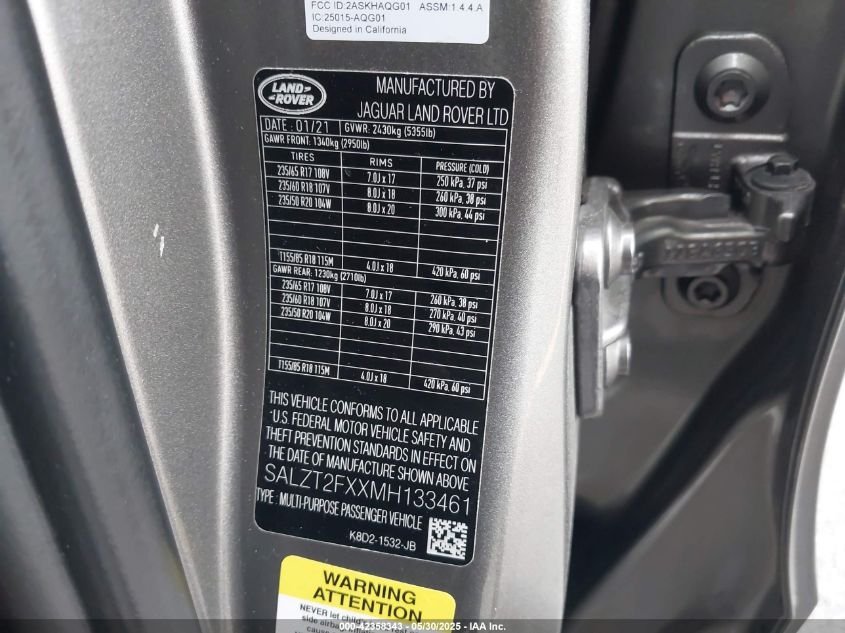 FCC ID:2ASKHAQG01 ASSM:1.4.4.A
IC:25015-AQG01
Designed in California
LAND ROVER
MANUFACTURED BY
JAGUAR LAND ROVER LTD
DATE : 01/21 GVWR: 2430kg (5355lb)
GAWR FRONT: 1340kg (2950lb)
TIRES RIMS PRESSURE (COLD)
235/65 R17 108V 7.0J x 17 250 kPa, 37 psi
235/60 R18 107V 8.0J x 18 260 kPa, 38 psi
235/50 R20 104W 8.0J x 20 300 kPa, 44 psi
T155/85 R18 115M 4.0J x 18 420 kPa, 60 psi
GAWR REAR: 1230kg (2710lb)
235/65 R17 108V 7.0J x 17 260 kPa, 38 psi
235/60 R18 107V 8.0J x 18 270 kPa, 40 psi
235/50 R20 104W 8.0J x 20 290 kPa, 43 psi
T155/85 R18 115M 4.0J x 18 420 kPa, 60 psi
THIS VEHICLE CONFORMS TO ALL APPLICABLE
U.S. FEDERAL MOTOR VEHICLE SAFETY AND
THEFT PREVENTION STANDARDS IN EFFECT ON
THE DATE OF MANUFACTURE SHOWN ABOVE
SALZT2FXXMH133461
TYPE: MULTI-PURPOSE PASSENGER VEHICLE
K8D2-1532-JB
WARNING
ATTENTION
NEVER let
side airb
000-42358343 - 05/30/2025 - IAA Inc.